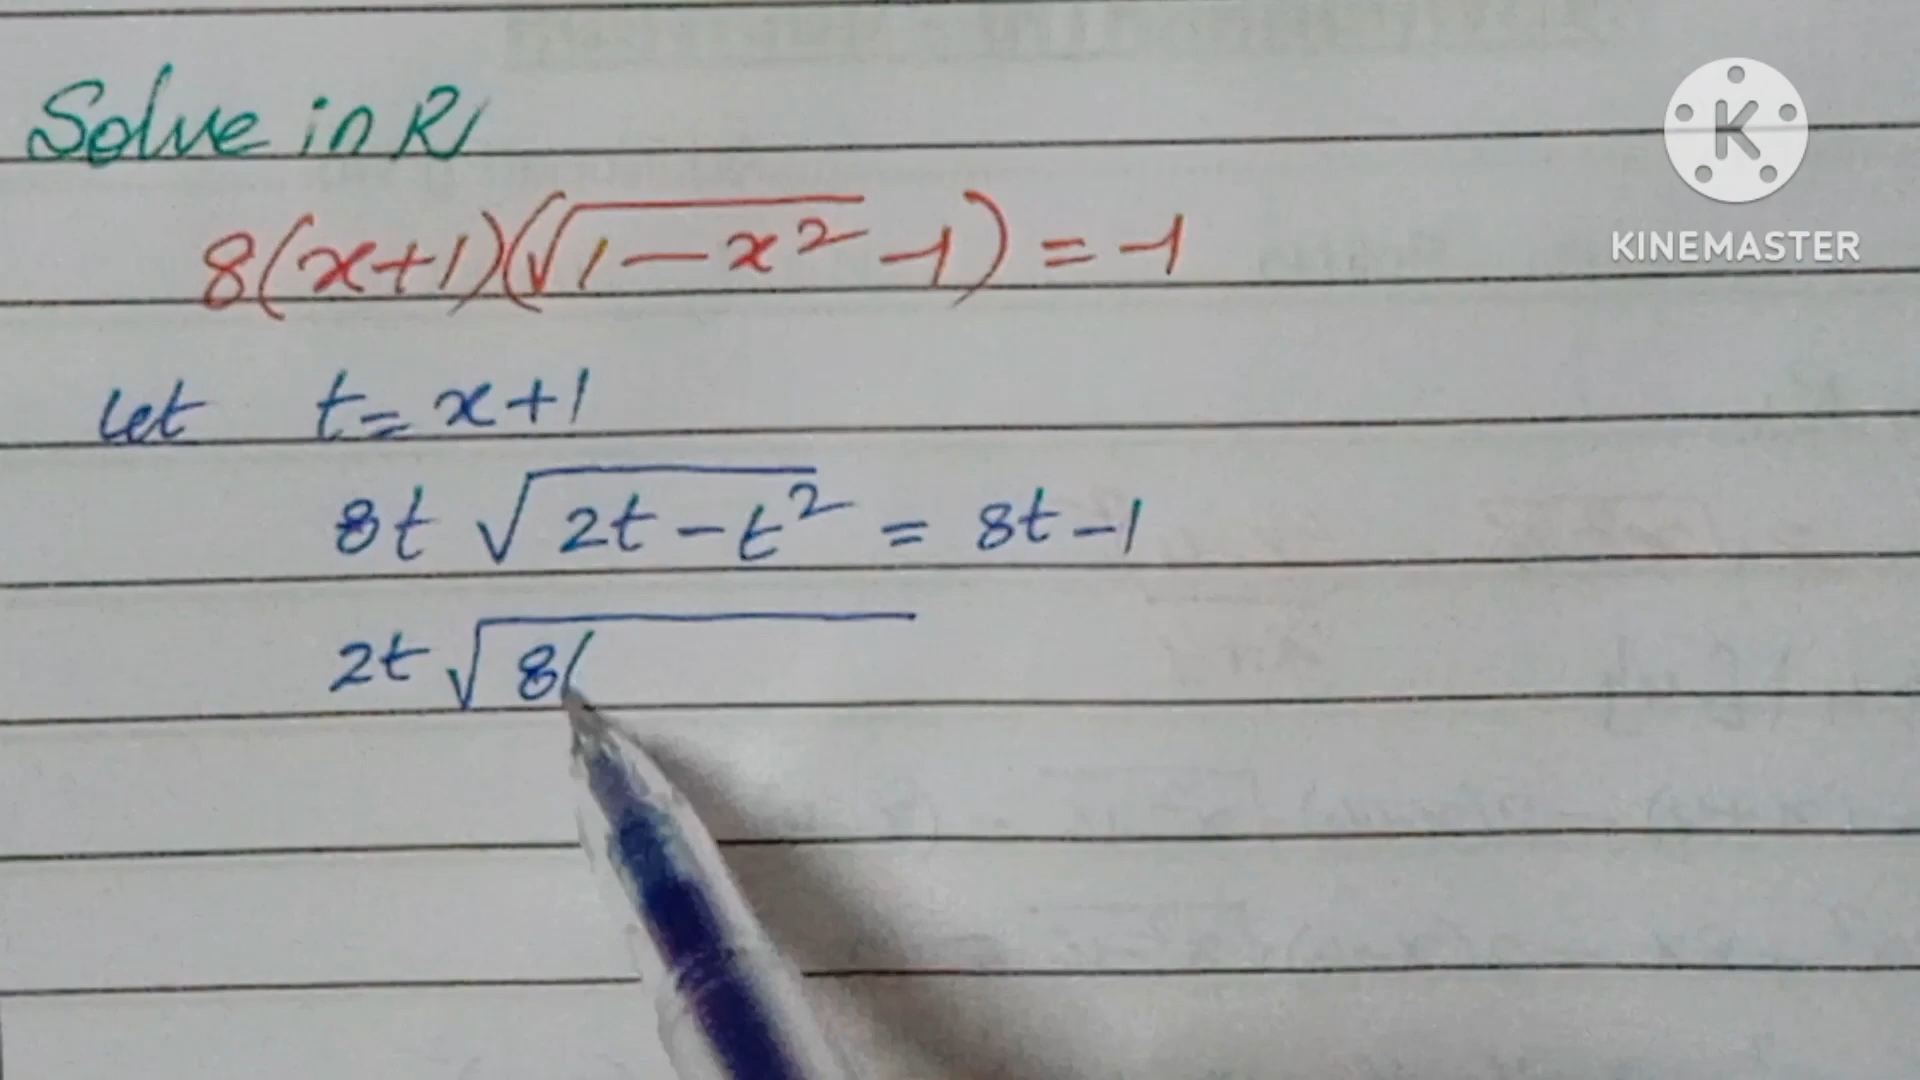 Solve in R
8(x+1)(√(1-x²) -1) = -1
K
KINEMASTER
Let t = x+1
8t √(2t-t²) = 8t-1
2t √8(